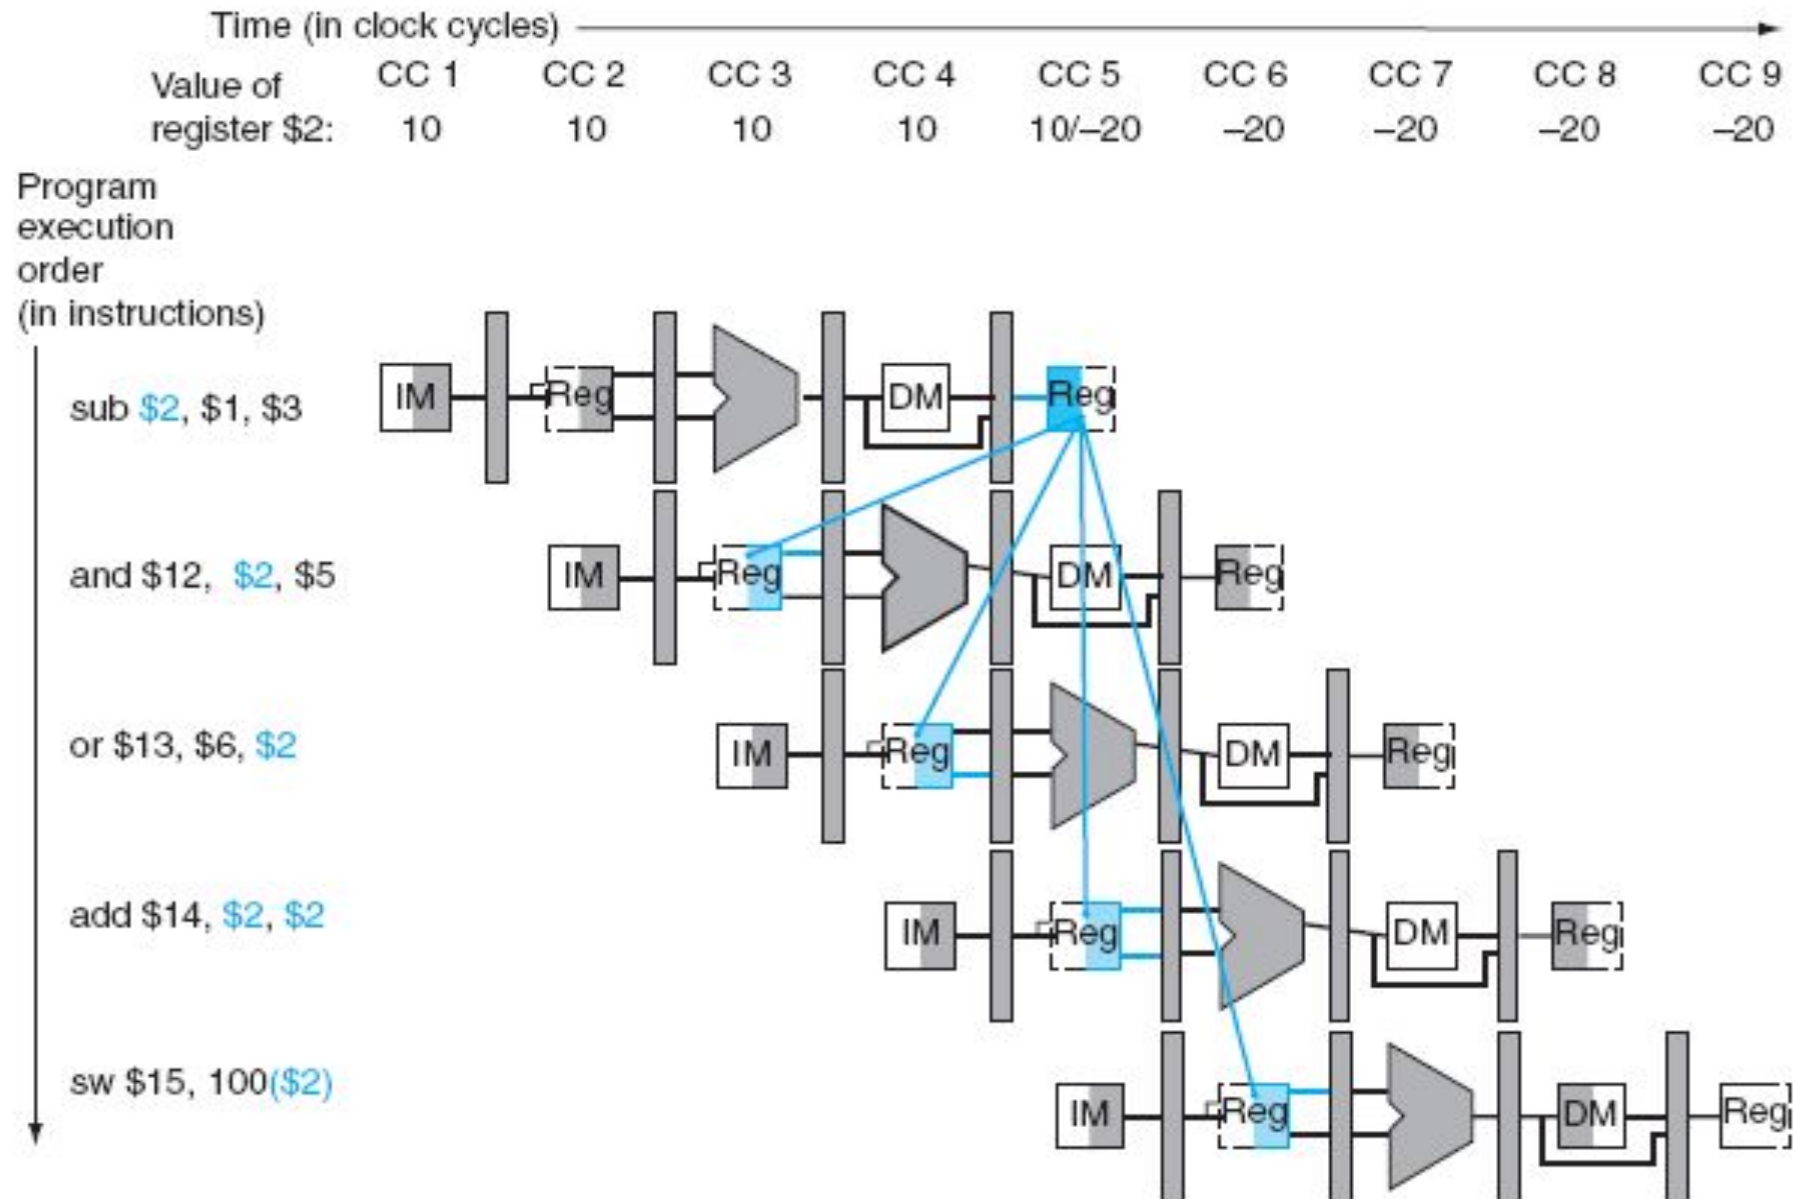 Time (in clock cycles)
CC 1 CC 2 CC 3 CC 4 CC 5 CC 6 CC 7 CC 8 CC 9
Value of
register $2: 10 10 10 10 10/–20 –20 –20 –20 –20
Program
execution
order
(in instructions)
sub $2, $1, $3
IM Reg DM Reg
and $12, $2, $5
IM Reg DM Reg
or $13, $6, $2
IM Reg DM Reg
add $14, $2, $2
IM Reg DM Reg
sw $15, 100($2)
IM Reg DM Reg